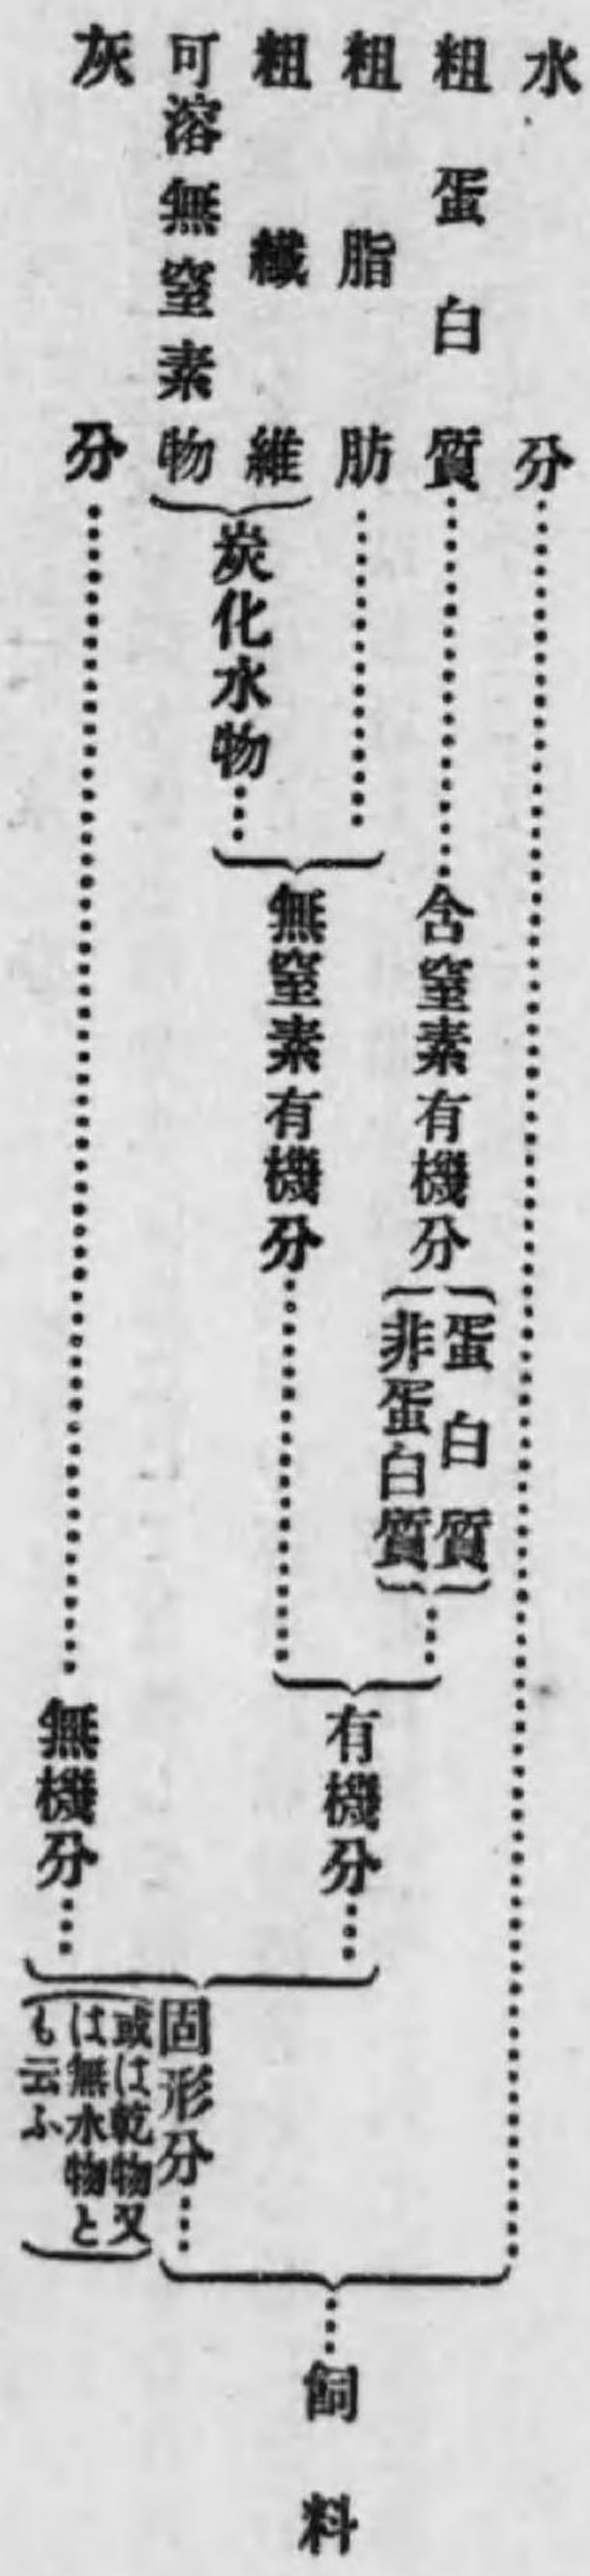 水分
粗蛋白質
粗脂肪
粗纎維
可溶無窒素物
灰分
炭化水物
含窒素有機分
無窒素有機分
蛋白質
非蛋白質
有機分
無機分
固形分
(或は乾物又
は無水物と
も云ふ)
飼料